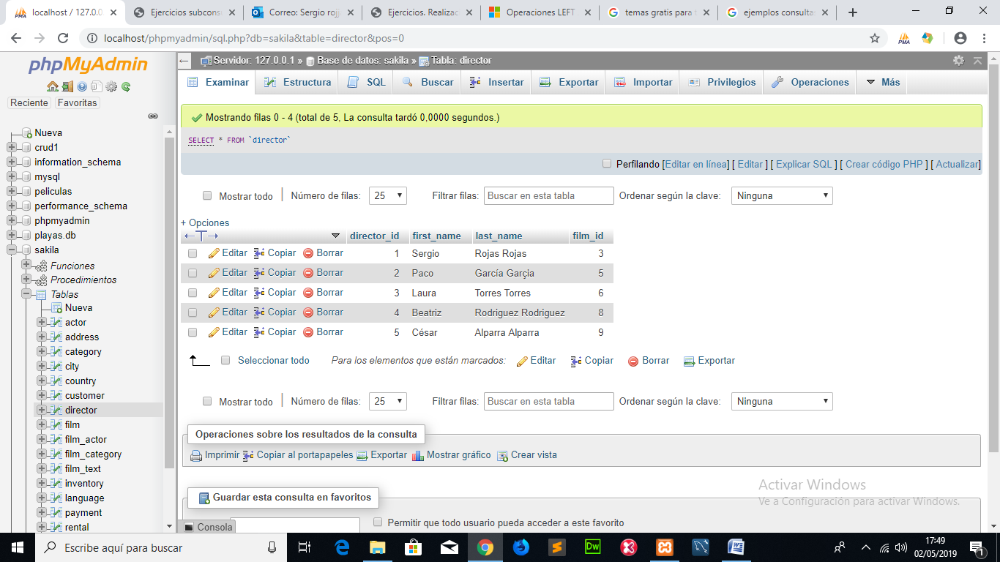 localhost / 127.0.0
Ejercicios subcons
Correo: Sergio rojj
Ejercicios. Realizac
Operaciones LEFT
temas gratis para
ejemplos consulta
localhost/phpmyadmin/sql.php?db=sakila&table=director&pos=0
PMA
phpMyAdmin
Reciente Favoritas
Nueva
crud1
information_schema
mysql
peliculas
performance_schema
phpmyadmin
playas.db
sakila
Funciones
Procedimientos
Tablas
Nueva
actor
address
category
city
country
customer
director
film
film_actor
film_category
film_text
inventory
language
payment
rental
Servidor: 127.0.0.1 » Base de datos: sakila » Tabla: director
Examinar Estructura SQL Buscar Insertar Exportar Importar Privilegios Operaciones Más
Mostrando filas 0 - 4 (total de 5, La consulta tardó 0,0000 segundos.)
SELECT * FROM `director`
Perfilando [Editar en línea] [ Editar ] [ Explicar SQL ] [ Crear código PHP ] [ Actualizar]
Mostrar todo Número de filas: 25 Filtrar filas: Buscar en esta tabla Ordenar según la clave: Ninguna
+ Opciones
director_id first_name last_name film_id
Editar Copiar Borrar 1 Sergio Rojas Rojas 3
Editar Copiar Borrar 2 Paco García Garçia 5
Editar Copiar Borrar 3 Laura Torres Torres 6
Editar Copiar Borrar 4 Beatriz Rodriguez Rodriguez 8
Editar Copiar Borrar 5 César Alparra Alparra 9
Seleccionar todo Para los elementos que están marcados: Editar Copiar Borrar Exportar
Mostrar todo Número de filas: 25 Filtrar filas: Buscar en esta tabla Ordenar según la clave: Ninguna
Operaciones sobre los resultados de la consulta
Imprimir Copiar al portapapeles Exportar Mostrar gráfico Crear vista
Guardar esta consulta en favoritos
Activar Windows
Ve a Configuración para activar Windows.
Consola
Permitir que todo usuario pueda acceder a este favorito
Escribe aquí para buscar
Dw
17:49
02/05/2019
1